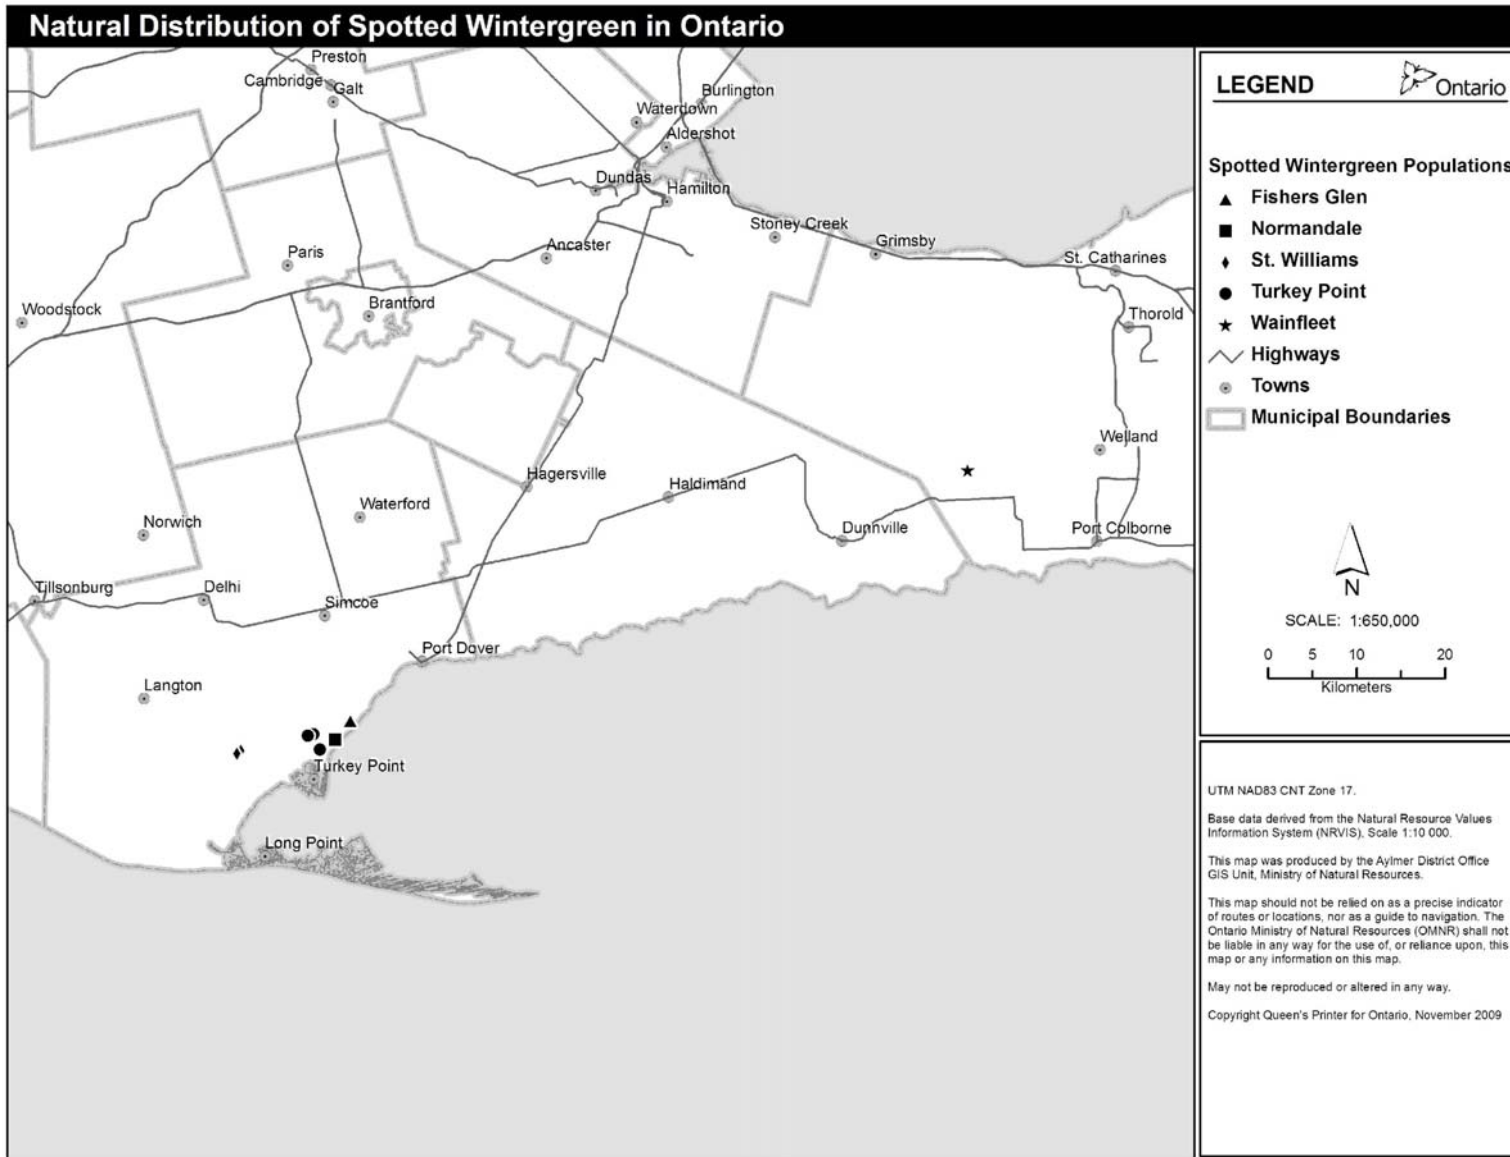 Natural Distribution of Spotted Wintergreen in Ontario
Preston
Cambridge
Galt
Burlington
Waterdown
Aldershot
Dundas
Hamilton
Stoney Creek
Grimsby
Ancaster
Paris
St. Catharines
Woodstock
Brantford
Thorold
Welland
Hagersville
Haldimand
Waterford
Norwich
Dunnville
Port Colborne
Tillsonburg
Delhi
Simcoe
Port Dover
Langton
Turkey Point
Long Point
LEGEND
Ontario
Spotted Wintergreen Populations
Fishers Glen
Normandale
St. Williams
Turkey Point
Wainfleet
Highways
Towns
Municipal Boundaries
N
SCALE: 1:650,000
0 5 10 20
Kilometers
UTM NAD83 CNT Zone 17.
Base data derived from the Natural Resource Values
Information System (NRVIS), Scale 1:10 000.
This map was produced by the Aylmer District Office
GIS Unit, Ministry of Natural Resources.
This map should not be relied on as a precise indicator
of routes or locations, nor as a guide to navigation. The
Ontario Ministry of Natural Resources (OMNR) shall not
be liable in any way for the use of, or reliance upon, this
map or any information on this map.
May not be reproduced or altered in any way.
Copyright Queen's Printer for Ontario, November 2009